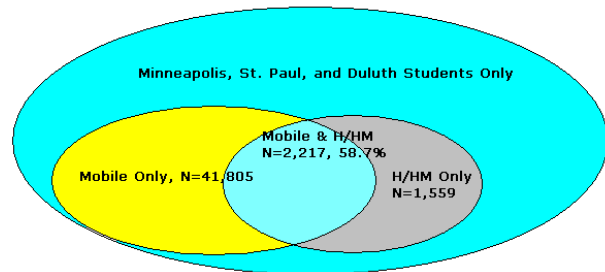 Minneapolis, St. Paul, and Duluth Students Only
Mobile & H/HM
N=2,217, 58.7%
Mobile Only, N=41,805
H/HM Only
N=1,559